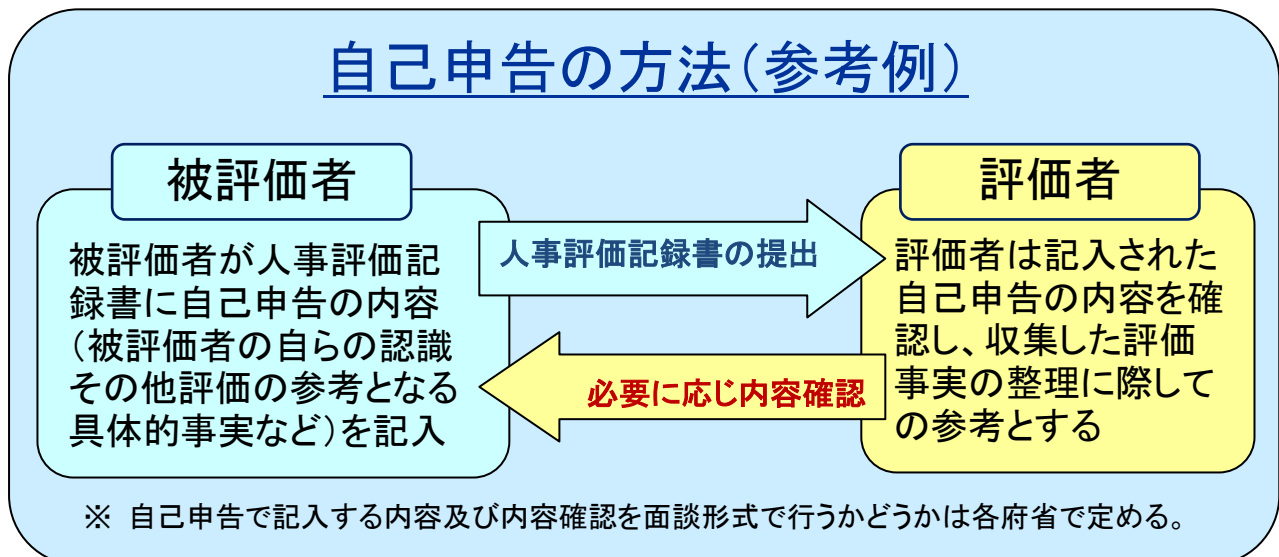 自己申告の方法(参考例)
被評価者
被評価者が人事評価記
録書に自己申告の内容
(被評価者の自らの認識
その他評価の参考となる
具体的事実など)を記入
人事評価記録書の提出
必要に応じ内容確認
評価者
評価者は記入された
自己申告の内容を確
認し、収集した評価
事実の整理に際して
の参考とする
※ 自己申告で記入する内容及び内容確認を面談形式で行うかどうかは各府省で定める。